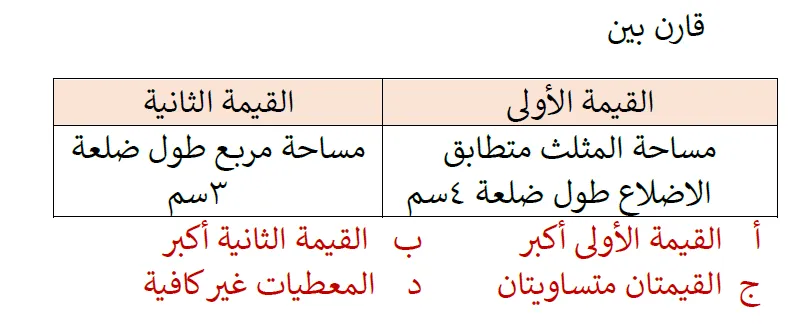 قارن بين
القيمة الأولى القيمة الثانية
مساحة المثلث متطابق مساحة مربع طول ضلعة
الاضلاع طول ضلعة ٤سم ٣سم
أ القيمة الأولى أكبر ب القيمة الثانية أكبر
ج القيمتان متساويتان د المعطيات غير كافية